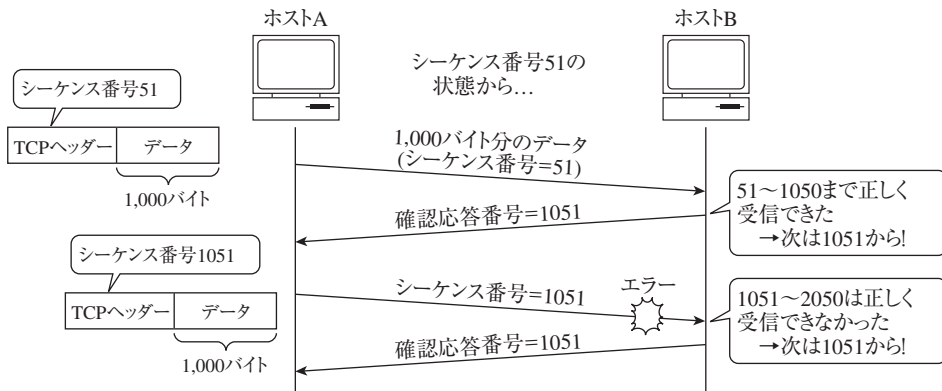 ホストA
ホストB
シーケンス番号51の
状態から…
シーケンス番号51
TCPヘッダー
データ
1,000バイト
1,000バイト分のデータ
(シーケンス番号=51)
51～1050まで正しく
受信できた
→次は1051から!
確認応答番号=1051
シーケンス番号1051
TCPヘッダー
データ
1,000バイト
シーケンス番号=1051
エラー
1051～2050は正しく
受信できなかった
→次は1051から!
確認応答番号=1051